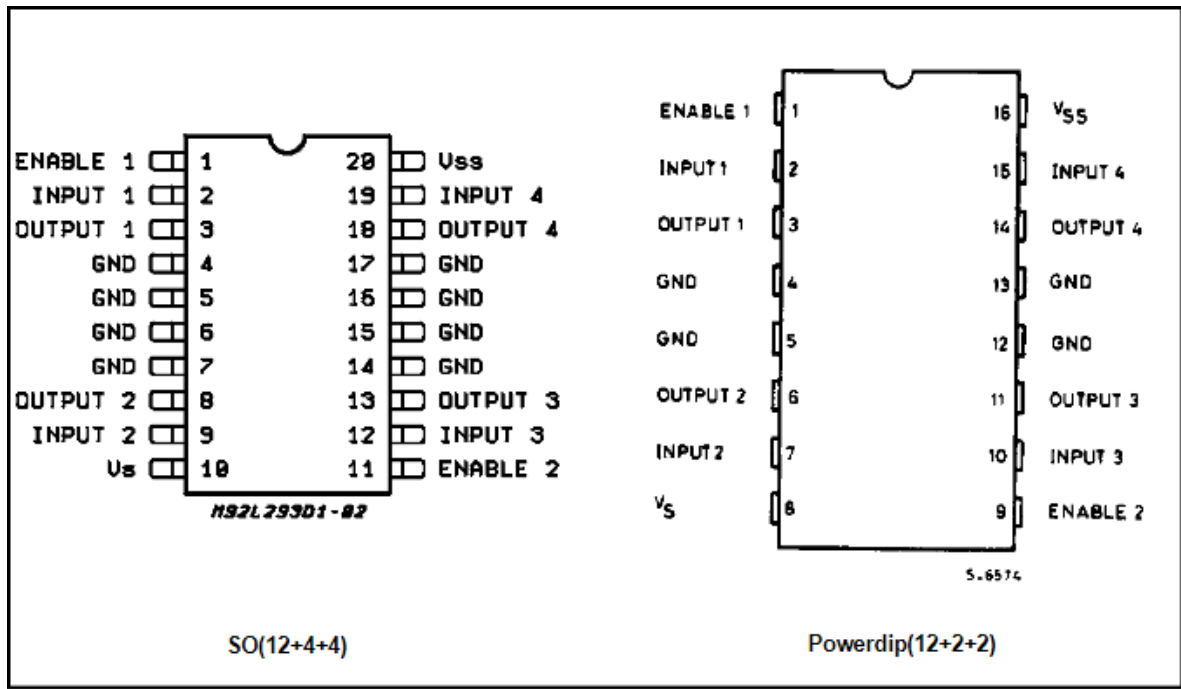 ENABLE 1 1 20 Vss
INPUT 1 2 19 INPUT 4
OUTPUT 1 3 18 OUTPUT 4
GND 4 17 GND
GND 5 16 GND
GND 6 15 GND
GND 7 14 GND
OUTPUT 2 8 13 OUTPUT 3
INPUT 2 9 12 INPUT 3
Vs 10 11 ENABLE 2
M92L293D1-02
SO(12+4+4)
ENABLE 1 1 16 VSS
INPUT 1 2 15 INPUT 4
OUTPUT 1 3 14 OUTPUT 4
GND 4 13 GND
GND 5 12 GND
OUTPUT 2 6 11 OUTPUT 3
INPUT 2 7 10 INPUT 3
VS 8 9 ENABLE 2
S-6574
Powerdip(12+2+2)